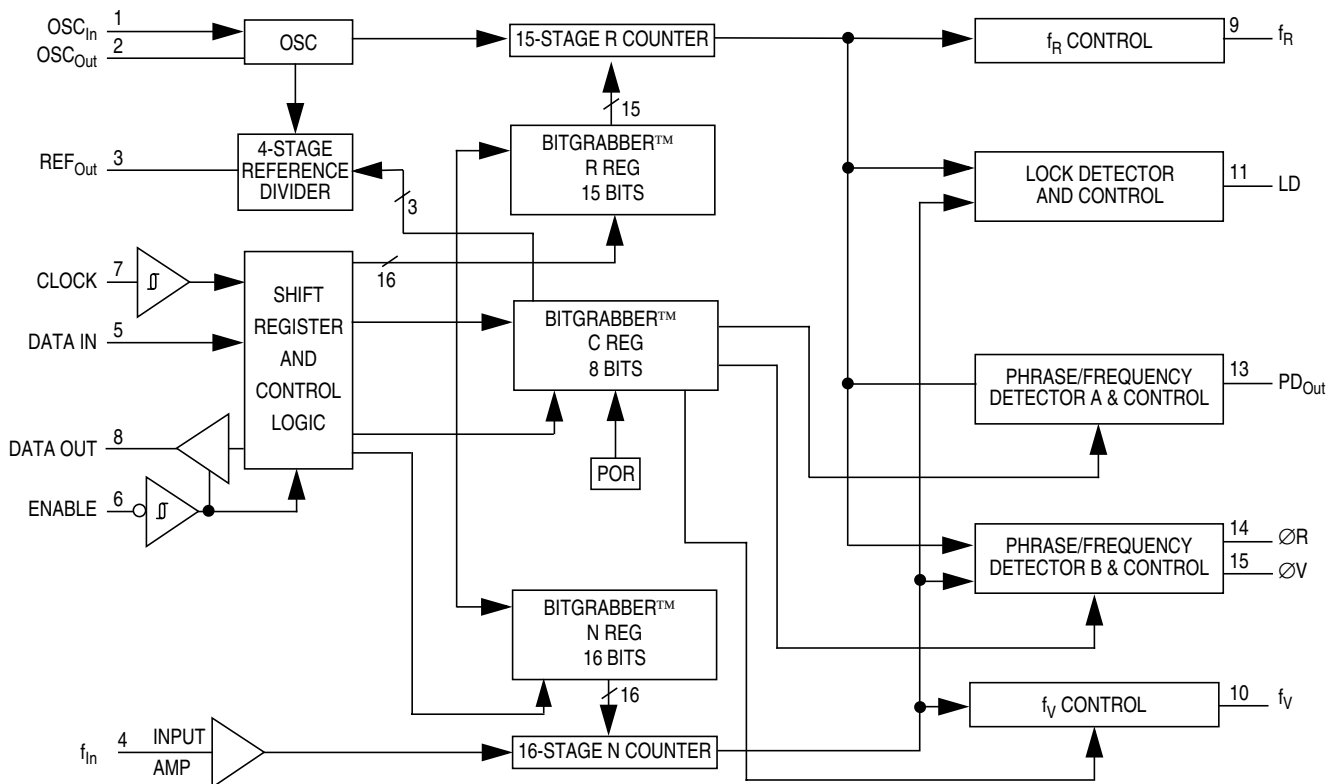 OSCIn 1
OSCOut 2
OSC
15-STAGE R COUNTER
fR CONTROL
9 fR
15
REFOut 3
4-STAGE
REFERENCE
DIVIDER
3
BITGRABBER™
R REG
15 BITS
LOCK DETECTOR
AND CONTROL
11 LD
CLOCK 7
16
DATA IN 5
SHIFT
REGISTER
AND
CONTROL
LOGIC
BITGRABBER™
C REG
8 BITS
PHRASE/FREQUENCY
DETECTOR A & CONTROL
13 PDOut
DATA OUT 8
POR
ENABLE 6
PHRASE/FREQUENCY
DETECTOR B & CONTROL
14 ∅R
15 ∅V
BITGRABBER™
N REG
16 BITS
16
fV CONTROL
10 fV
fIn 4 INPUT
AMP
16-STAGE N COUNTER